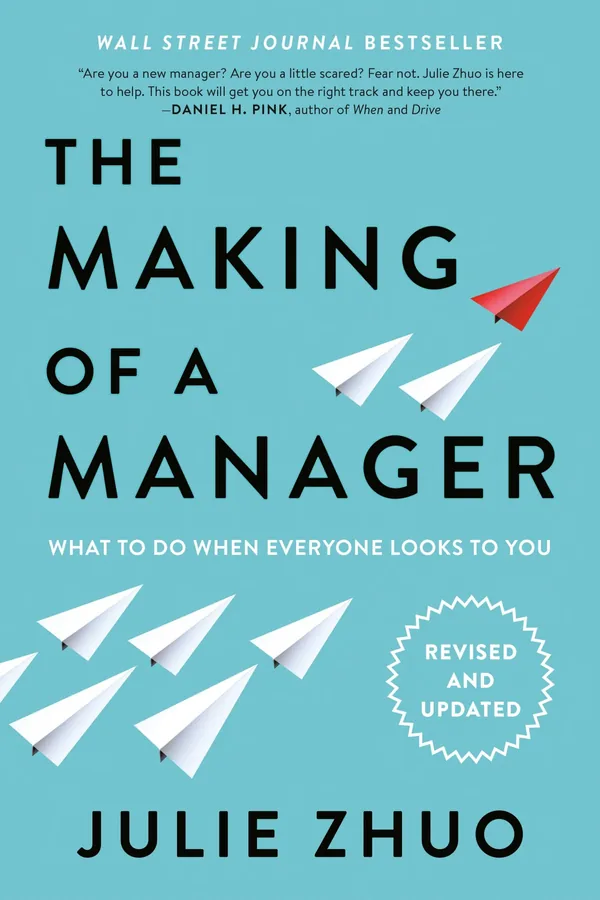 WALL STREET JOURNAL BESTSELLER
“Are you a new manager? Are you a little scared? Fear not. Julie Zhuo is here
to help. This book will get you on the right track and keep you there.”
—DANIEL H. PINK, author of When and Drive
THE
MAKING
OF A
MANAGER
WHAT TO DO WHEN EVERYONE LOOKS TO YOU
REVISED
AND
UPDATED
JULIE ZHUO